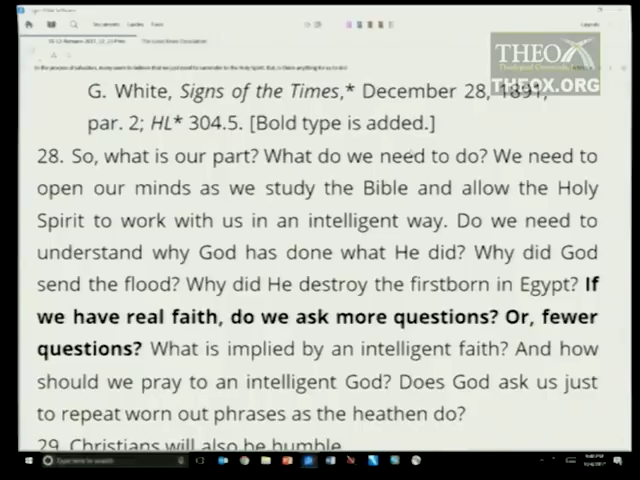 Documents Guides Tools
THEOX
THEOX.ORG
G. White, Signs of the Times,* December 28, 1891,
par. 2; HL* 304.5. [Bold type is added.]
28. So, what is our part? What do we need to do? We need to
open our minds as we study the Bible and allow the Holy
Spirit to work with us in an intelligent way. Do we need to
understand why God has done what He did? Why did God
send the flood? Why did He destroy the firstborn in Egypt? If
we have real faith, do we ask more questions? Or, fewer
questions? What is implied by an intelligent faith? And how
should we pray to an intelligent God? Does God ask us just
to repeat worn out phrases as the heathen do?
29. Christians will also be humble.